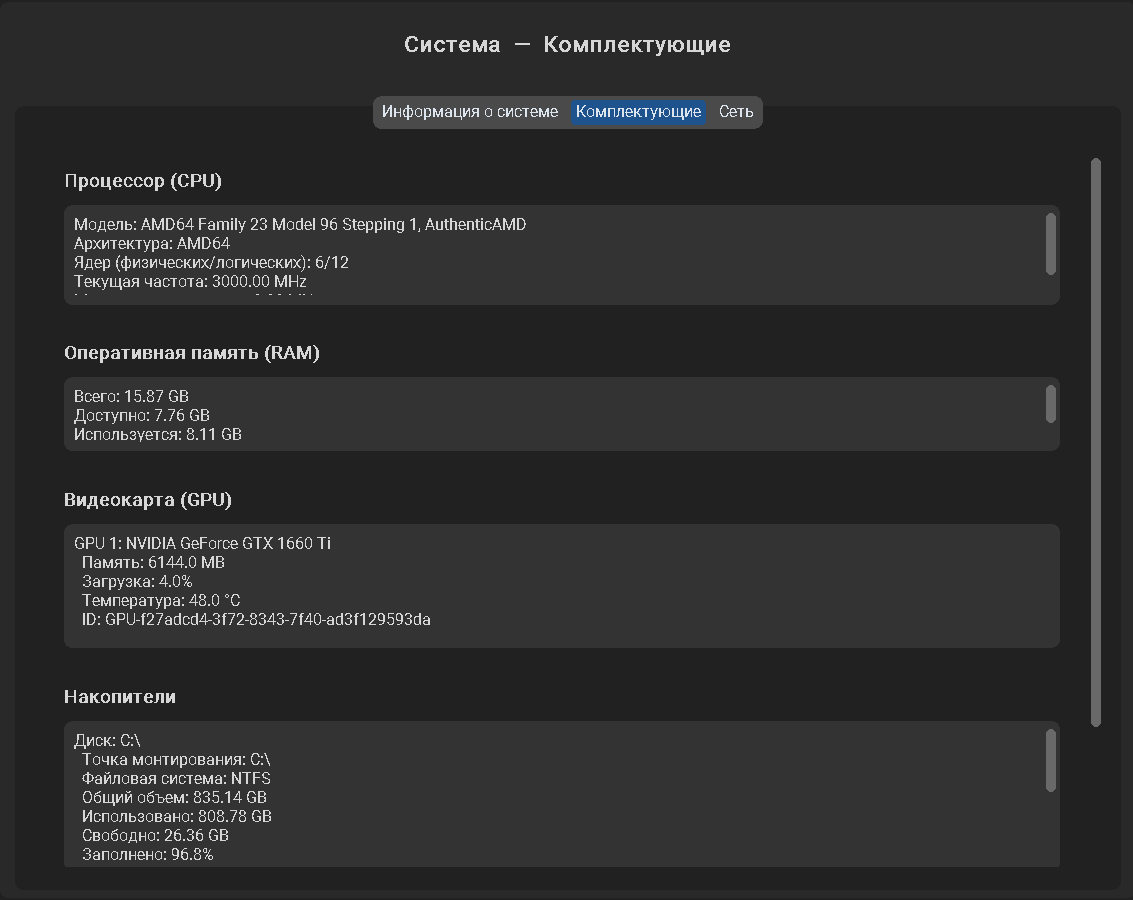 Система — Комплектующие
Информация о системе Комплектующие Сеть
Процессор (CPU)
Модель: AMD64 Family 23 Model 96 Stepping 1, AuthenticAMD
Архитектура: AMD64
Ядер (физических/логических): 6/12
Текущая частота: 3000.00 MHz
Оперативная память (RAM)
Всего: 15.87 GB
Доступно: 7.76 GB
Используется: 8.11 GB
Видеокарта (GPU)
GPU 1: NVIDIA GeForce GTX 1660 Ti
Память: 6144.0 MB
Загрузка: 4.0%
Температура: 48.0 °C
ID: GPU-f27adcd4-3f72-8343-7f40-ad3f129593da
Накопители
Диск: C:\
Точка монтирования: C:\
Файловая система: NTFS
Общий объем: 835.14 GB
Использовано: 808.78 GB
Свободно: 26.36 GB
Заполнено: 96.8%